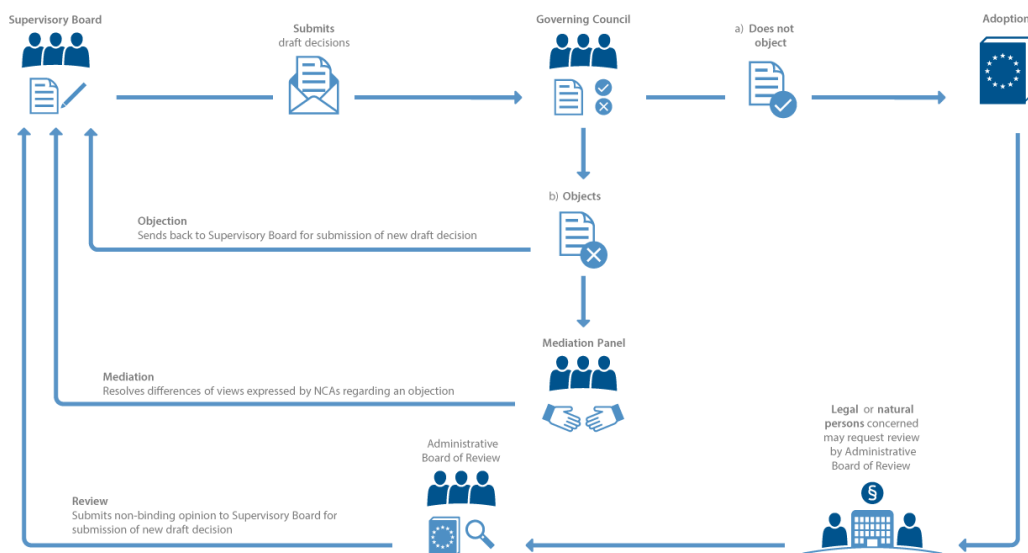 Supervisory Board
Submits
draft decisions
Governing Council
a) Does not
object
Adoption
b) Objects
Objection
Sends back to Supervisory Board for submission of new draft decision
Mediation Panel
Mediation
Resolves differences of views expressed by NCAs regarding an objection
Legal or natural
persons concerned
may request review
by Administrative
Board of Review
§
Administrative
Board of Review
Review
Submits non-binding opinion to Supervisory Board for
submission of new draft decision